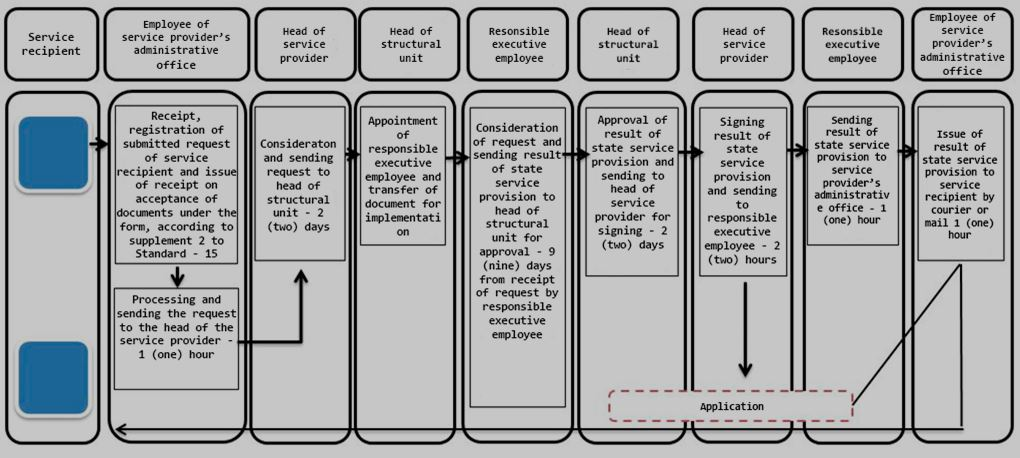 Service
recipient
Employee of
service provider's
administrative
office
Head of
service
provider
Head of
structural
unit
Resonsible
executive
employee
Head of
structural
unit
Head of
service
provider
Resonsible
executive
employee
Employee of
service
provider's
administrative
office
Receipt,
registration of
submitted request
of service
recipient and issue
of receipt on
acceptance of
documents under the
form, according to
supplement 2 to
Standard - 15
Processing and
sending the request
to the head of the
service provider -
1 (one) hour
Consideraton
and sending
request to
head of
structural
unit - 2
(two) days
Appointment
of
responsible
executive
employee and
transfer of
document for
implementati
on
Consideration
of request and
sending result
of state
service
provision to
head of
structural
unit for
approval - 9
(nine) days
from receipt
of request by
responsible
executive
employee
Approval of
result of
state service
provision and
sending to
head of
service
provider for
signing - 2
(two) days
Signing
result of
state
service
provision
and sending
to
responsible
executive
employee - 2
(two) hours
Sending
result of
state service
provision to
service
provider's
administrativ
e office - 1
(one) hour
Issue of
result of
state service
provision to
service
recipient by
courier or
mail 1 (one)
hour
Application